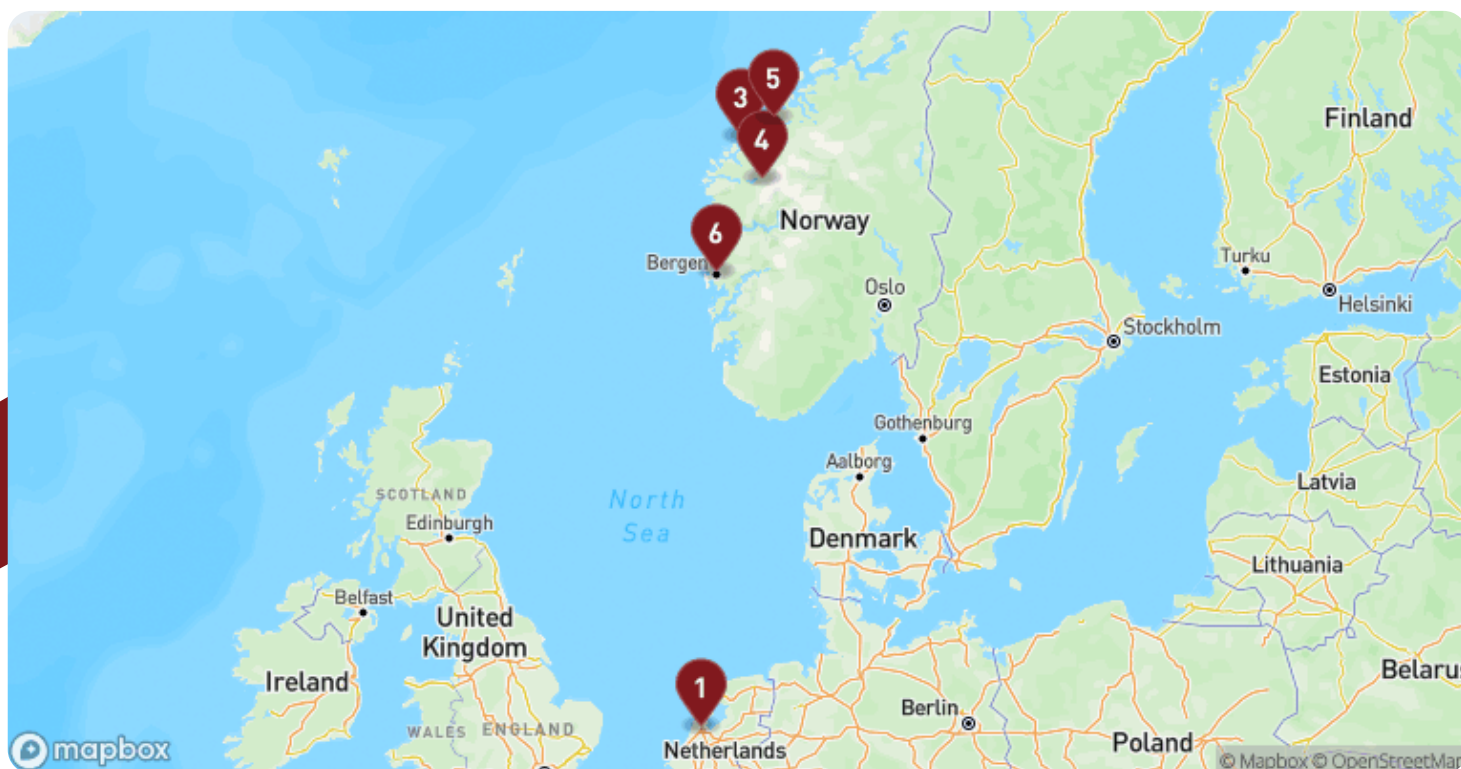 5
3
Finland
4
Norway
6
Bergen
Turku
Oslo
Helsinki
Stockholm
Estonia
Gothenburg
Aalborg
Latvia
North
Sea
SCOTLAND
Edinburgh
Denmark
Lithuania
Belfast
United
Kingdom
Belarus
Ireland
1
Berlin
WALES
ENGLAND
Netherlands
Poland
mapbox
© Mapbox © OpenStreetMap